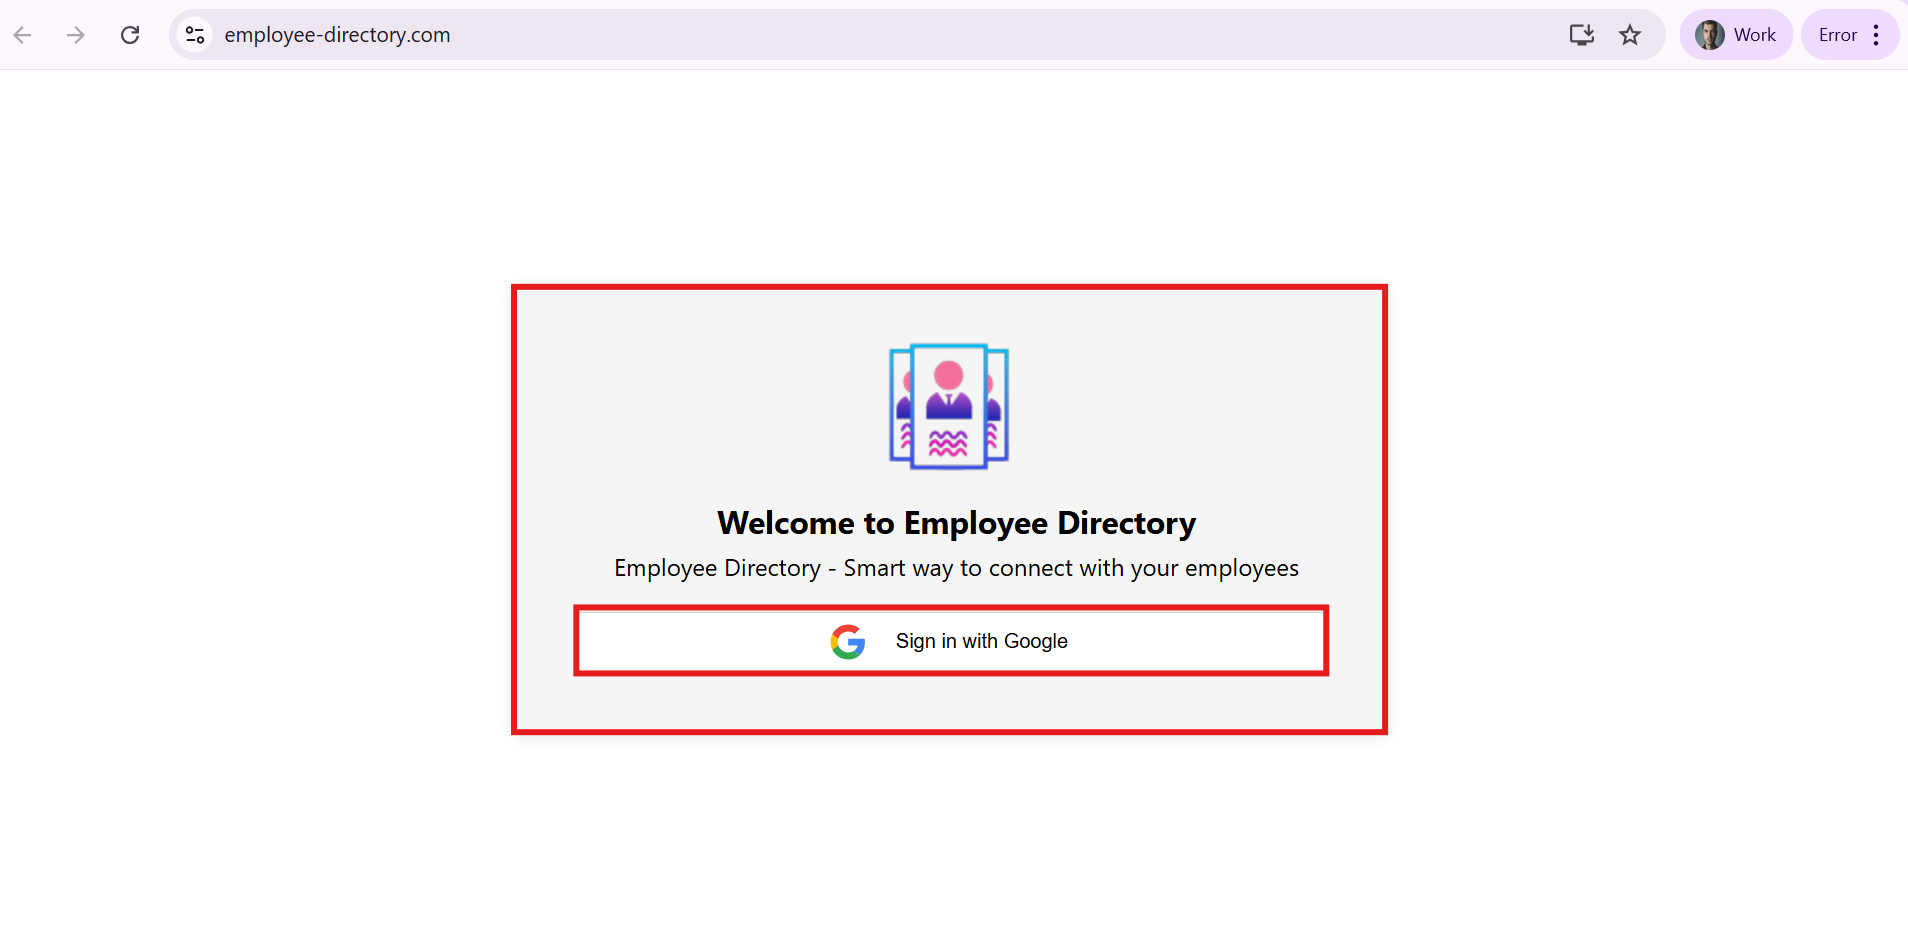 employee-directory.com
Work
Error
Welcome to Employee Directory
Employee Directory - Smart way to connect with your employees
Sign in with Google